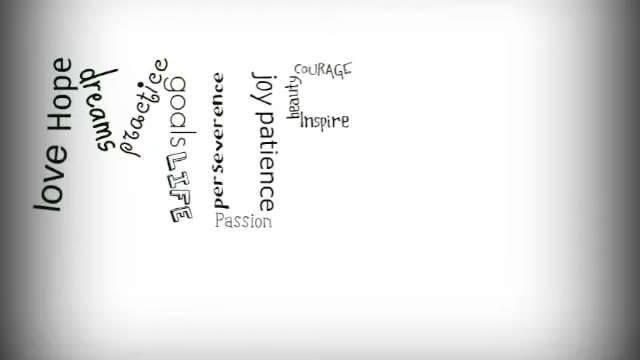 love Hope
dreams
practice
goals
LIFE
perseverence
joy patience
Passion
beauty
COURAGE
Inspire